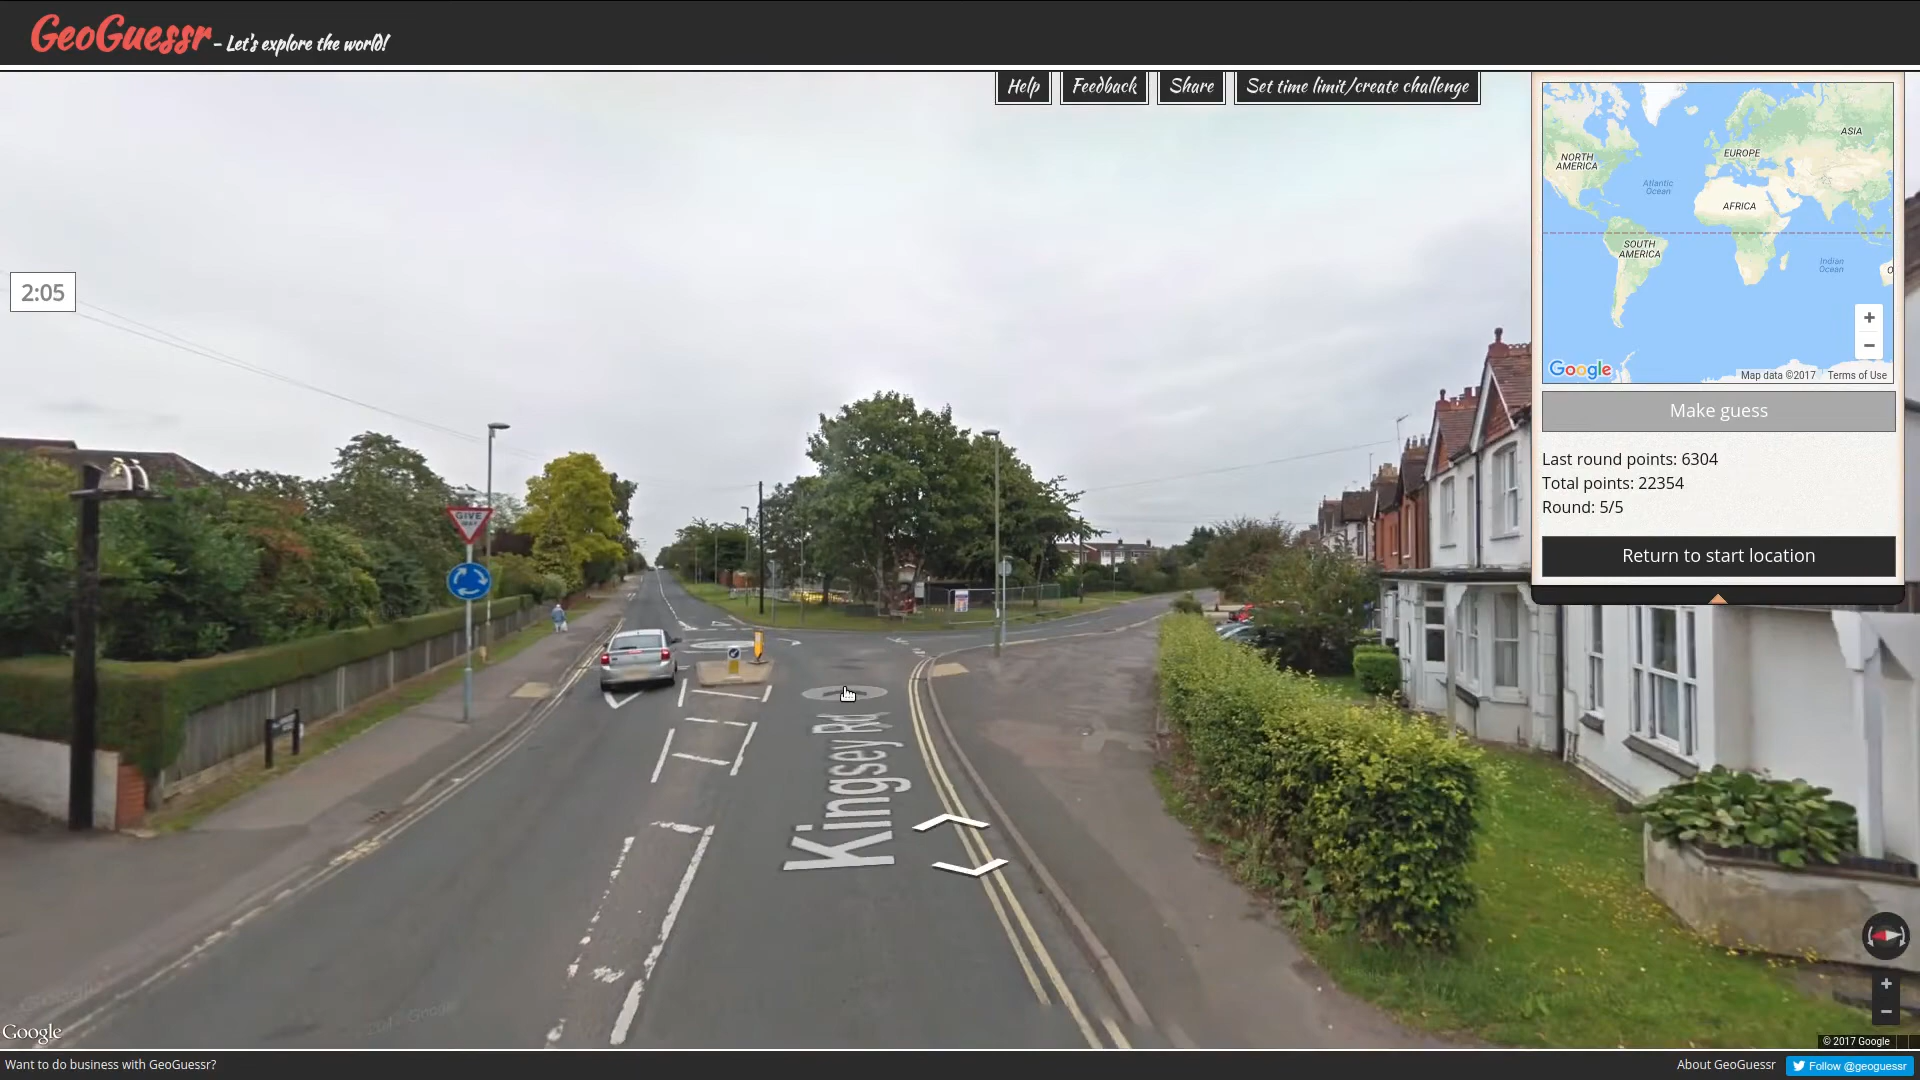 GeoGuessr - Let's explore the world!
Help Feedback Share Set time limit/create challenge
ASIA
NORTH
AMERICA
EUROPE
Atlantic
Ocean
AFRICA
SOUTH
AMERICA
Indian
Ocean
O
+
−
Google Map data ©2017 Terms of Use
2:05
Make guess
Last round points: 6304
Total points: 22354
Round: 5/5
GIVE
WAY
Return to start location
Kingsey Rd
+
−
Google
© 2017 Google
Want to do business with GeoGuessr? About GeoGuessr Follow @geoguessr